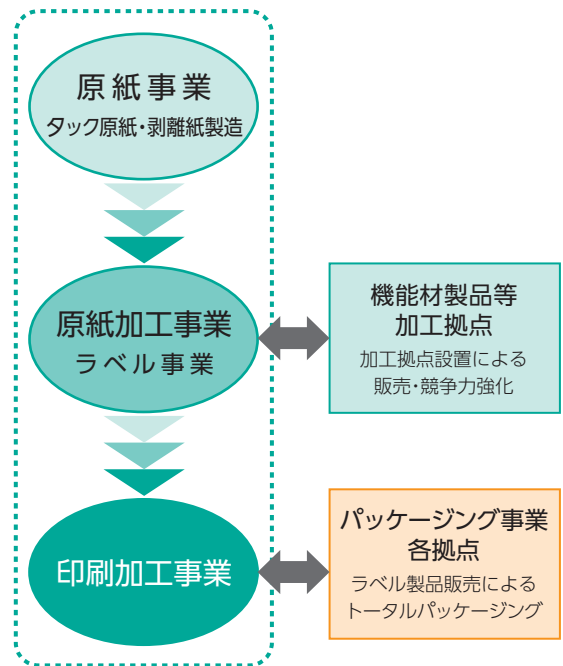 原紙事業
タック原紙・剥離紙製造
原紙加工事業
ラベル事業
機能材製品等
加工拠点
加工拠点設置による
販売・競争力強化
印刷加工事業
パッケージング事業
各拠点
ラベル製品販売による
トータルパッケージング